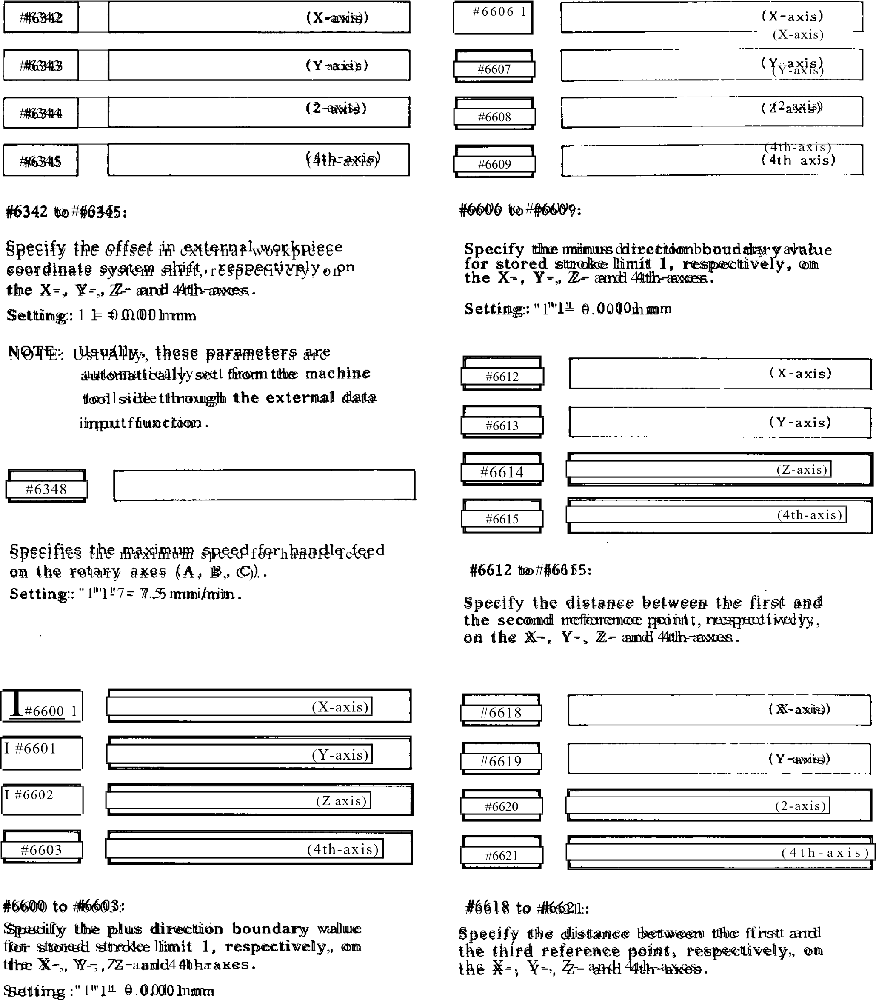 #6342 (X-axis)
#6343 (Y-axis)
#6344 (2-axis)
#6345 (4th-axis)
#6342 to #6345:
Specify the offset in external workpiece
coordinate system shift, respectively, on
the X-, Y-, Z- and 4th-axes.
Setting: 1 = 0.001 mm
NOTE: Usually, these parameters are
automatically set from the machine
tool side through the external data
input function.
#6348
Specifies the maximum speed for handle feed
on the rotary axes (A, B, C).
Setting: "1" = 7.5 mm/min.
#6600 1 (X-axis)
I #6601 (Y-axis)
I #6602 (Z-axis)
#6603 (4th-axis)
#6600 to #6603:
Specify the plus direction boundary value
for stored stroke limit 1, respectively, on
the X-, Y-, Z- and 4th-axes.
Setting: "1" = 0.001 mm
#6606 1 (X-axis)
(X-axis)
#6607 (Y-axis)
(Y-axis)
#6608 (Z-axis)
#6609 (4th-axis)
(4th-axis)
#6606 to #6609:
Specify the minus direction boundary value
for stored stroke limit 1, respectively, on
the X-, Y-, Z- and 4th-axes.
Setting: "1" = 0.001 mm
#6612 (X-axis)
#6613 (Y-axis)
#6614 (Z-axis)
#6615 (4th-axis)
#6612 to #6615:
Specify the distance between the first and
the second reference point, respectively,
on the X-, Y-, Z- and 4th-axes.
#6618 (X-axis)
#6619 (Y-axis)
#6620 (2-axis)
#6621 (4th-axis)
#6618 to #6621:
Specify the distance between the first and
the third reference point, respectively, on
the X-, Y-, Z- and 4th-axes.